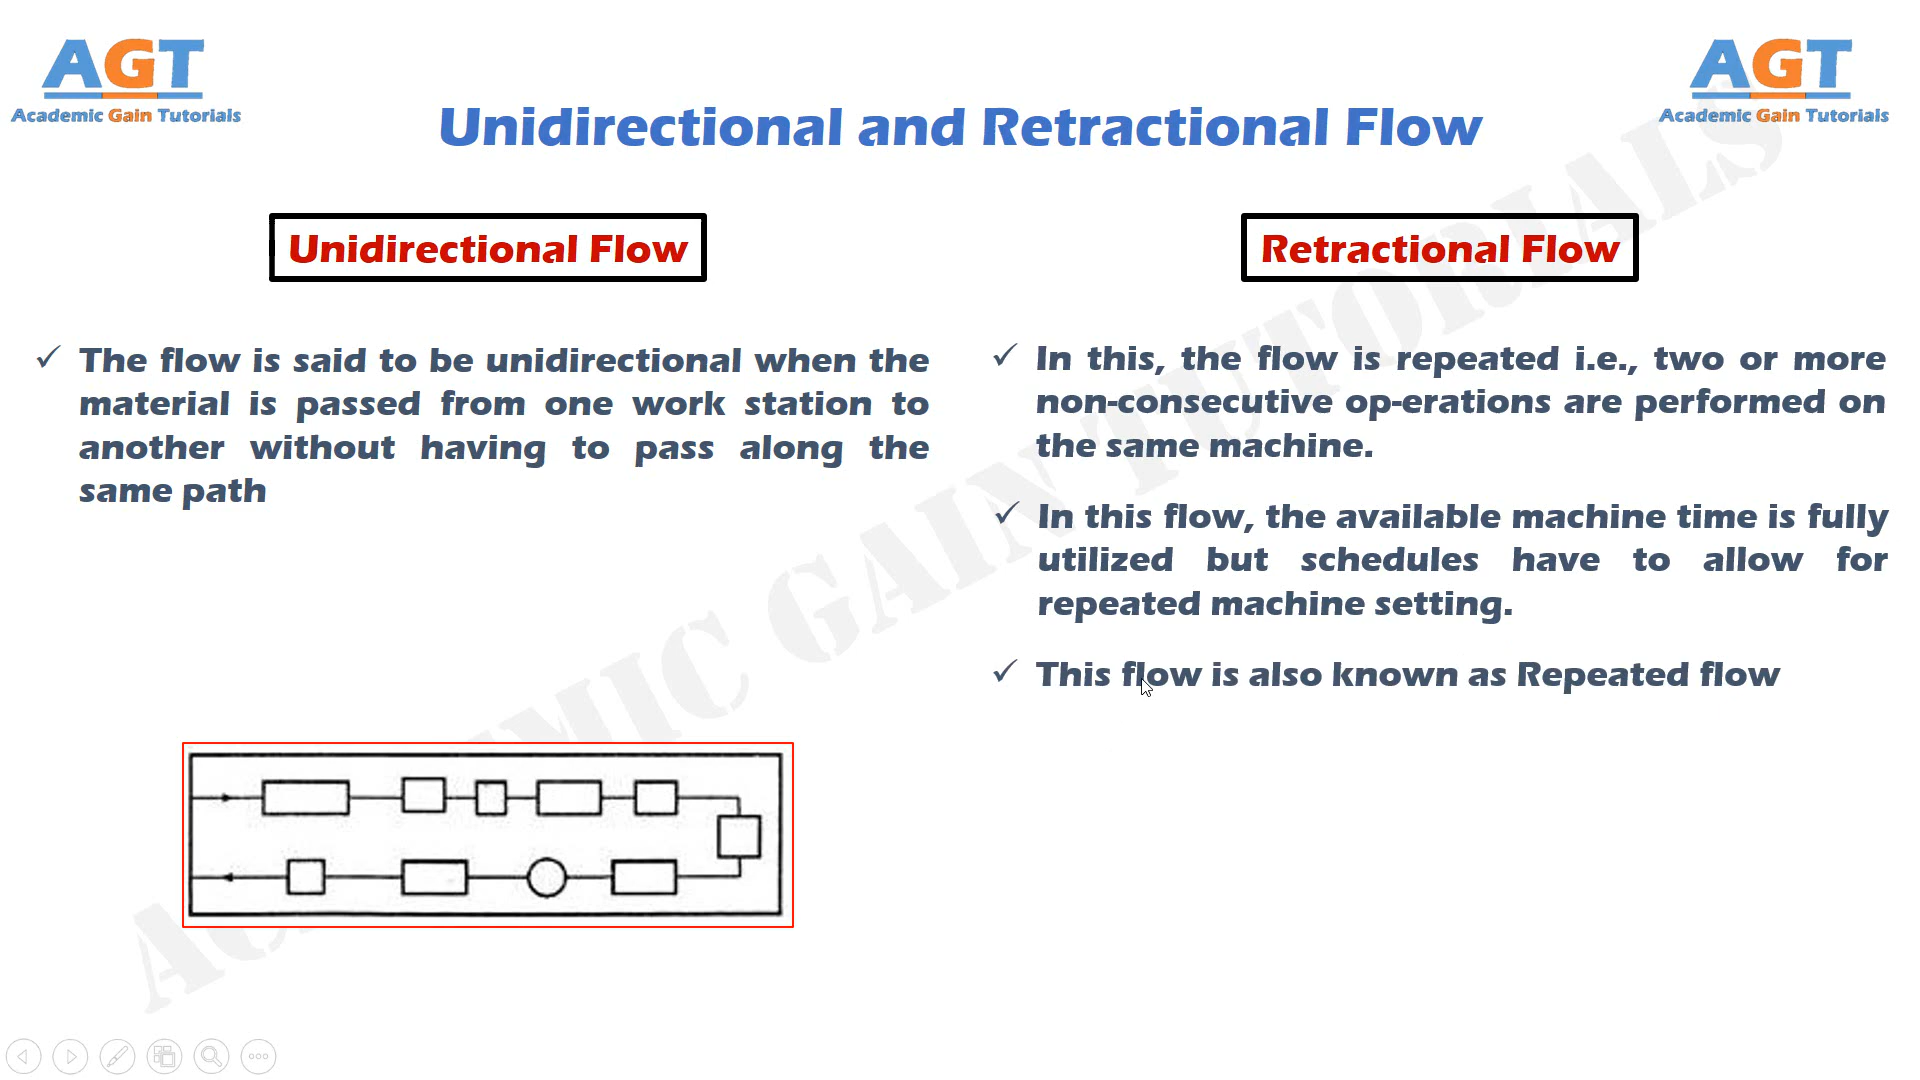 AGT
Academic Gain Tutorials
AGT
Academic Gain Tutorials
Unidirectional and Retractional Flow
Unidirectional Flow
The flow is said to be unidirectional when the
material is passed from one work station to
another without having to pass along the
same path
Retractional Flow
In this, the flow is repeated i.e., two or more
non-consecutive op-erations are performed on
the same machine.
In this flow, the available machine time is fully
utilized but schedules have to allow for
repeated machine setting.
This flow is also known as Repeated flow
ACADEMIC GAIN TUTORIALS